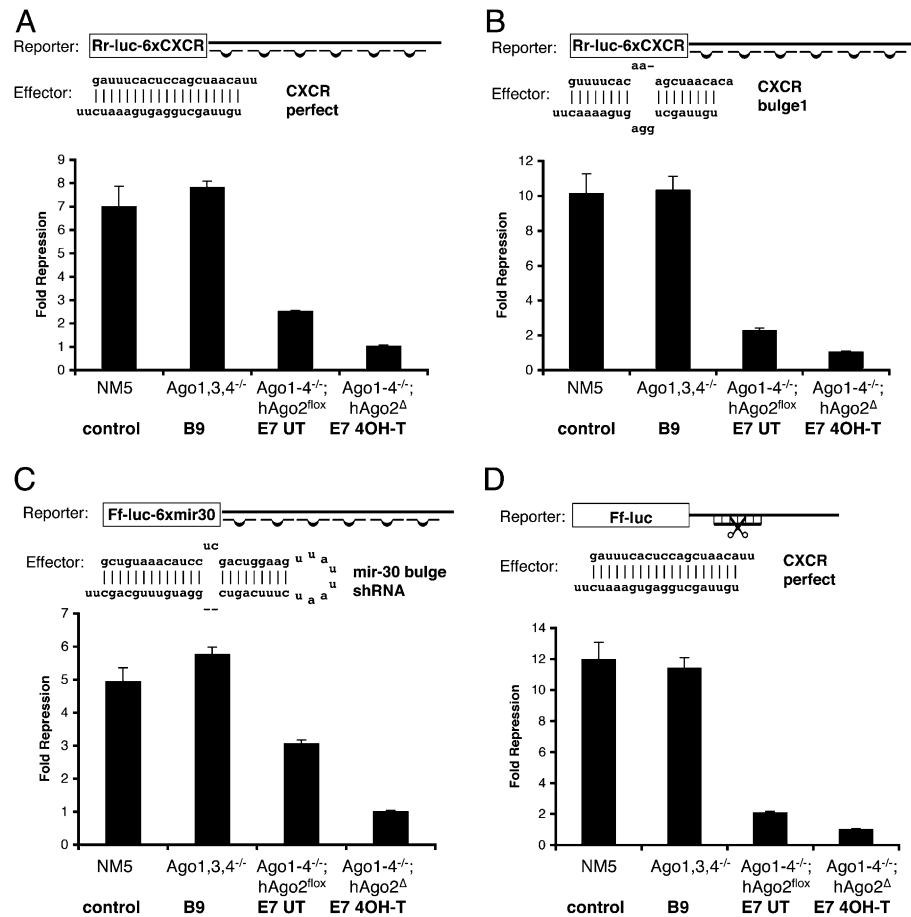 A
Reporter: Rr-luc-6xCXCR
Effector:
gauuucacuccagcuaacauu
uucuaaagugaggucgauugu
CXCR
perfect
Fold Repression
9
8
7
6
5
4
3
2
1
0
NM5 Ago1,3,4-/- Ago1-4-/-; Ago1-4-/-;
hAgo2flox hAgo2Δ
control B9 E7 UT E7 4OH-T
B
Reporter: Rr-luc-6xCXCR
aa-
Effector:
guuuucac agcuaacaca
uucaaaagug ucgauugu
agg
CXCR
bulge1
Fold Repression
12
10
8
6
4
2
0
NM5 Ago1,3,4-/- Ago1-4-/-; Ago1-4-/-;
hAgo2flox hAgo2Δ
control B9 E7 UT E7 4OH-T
C
Reporter: Ff-luc-6xmir30
uc
Effector:
gcuguaaacaucc gacuggaag
uucgacguuuguagg cugacuuuc
--
u u u a u u a a u
mir-30 bulge
shRNA
Fold Repression
7
6
5
4
3
2
1
0
NM5 Ago1,3,4-/- Ago1-4-/-; Ago1-4-/-;
hAgo2flox hAgo2Δ
control B9 E7 UT E7 4OH-T
D
Reporter: Ff-luc
Effector:
gauuucacuccagcuaacauu
uucuaaagugaggucgauugu
CXCR
perfect
Fold Repression
14
12
10
8
6
4
2
0
NM5 Ago1,3,4-/- Ago1-4-/-; Ago1-4-/-;
hAgo2flox hAgo2Δ
control B9 E7 UT E7 4OH-T